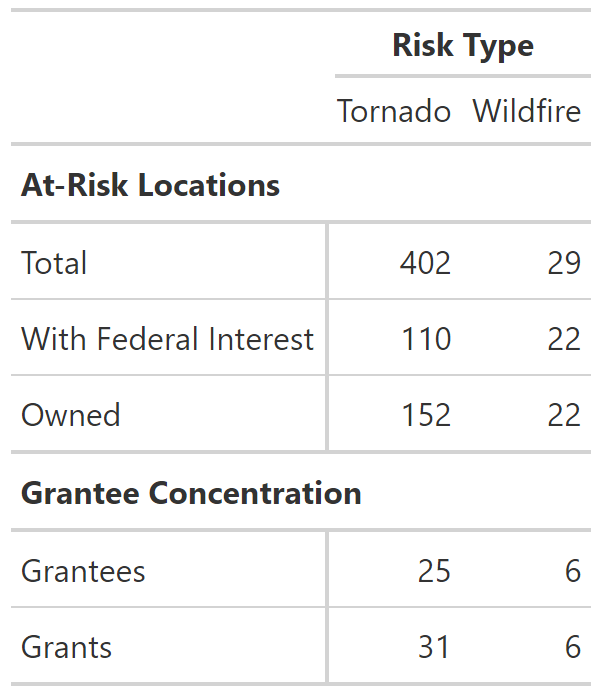 Risk Type
Tornado Wildfire
At-Risk Locations
Total 402 29
With Federal Interest 110 22
Owned 152 22
Grantee Concentration
Grantees 25 6
Grants 31 6